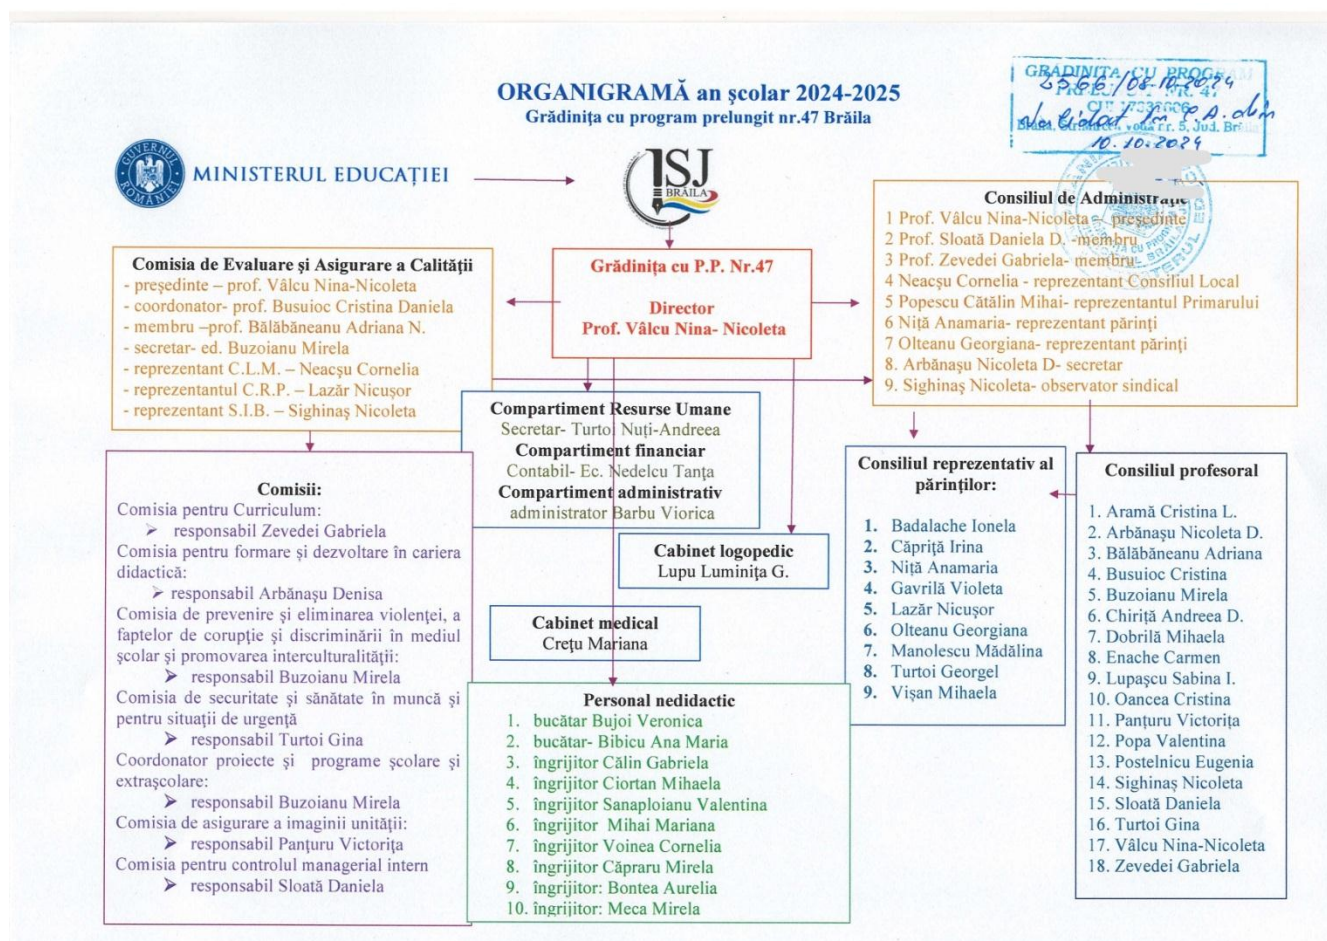 ORGANIGRAMĂ an școlar 2024-2025
Grădinița cu program prelungit nr.47 Brăila
GRĂDINIȚA CU PROGRAM
2566/08.10.2024
Validat în C.A. din
10.10.2024
GUVERNUL ROMÂNIEI
MINISTERUL EDUCAȚIEI
ISJ
BRĂILA
Consiliul de Administrație
1 Prof. Vâlcu Nina-Nicoleta – președinte
2 Prof. Sloată Daniela D. -membru
3 Prof. Zevedei Gabriela- membru
4 Neacșu Cornelia - reprezentant Consiliul Local
5 Popescu Cătălin Mihai- reprezentantul Primarului
6 Niță Anamaria- reprezentant părinți
7 Olteanu Georgiana- reprezentant părinți
8. Arbănașu Nicoleta D- secretar
9. Sighinaș Nicoleta- observator sindical
Comisia de Evaluare și Asigurare a Calității
- președinte – prof. Vâlcu Nina-Nicoleta
- coordonator- prof. Busuioc Cristina Daniela
- membru –prof. Bălăbăneanu Adriana N.
- secretar- ed. Buzoianu Mirela
- reprezentant C.L.M. – Neacșu Cornelia
- reprezentantul C.R.P. – Lazăr Nicușor
- reprezentant S.I.B. – Sighinaș Nicoleta
Grădinița cu P.P. Nr.47
Director
Prof. Vâlcu Nina- Nicoleta
Compartiment Resurse Umane
Secretar- Turtoi Nuți-Andreea
Compartiment financiar
Contabil- Ec. Nedelcu Tanța
Compartiment administrativ
administrator Barbu Viorica
Cabinet logopedic
Lupu Luminița G.
Cabinet medical
Crețu Mariana
Comisii:
Comisia pentru Curriculum:
➢ responsabil Zevedei Gabriela
Comisia pentru formare și dezvoltare în cariera
didactică:
➢ responsabil Arbănașu Denisa
Comisia de prevenire și eliminarea violenței, a
faptelor de corupție și discriminării în mediul
școlar și promovarea interculturalității:
➢ responsabil Buzoianu Mirela
Comisia de securitate și sănătate în muncă și
pentru situații de urgență
➢ responsabil Turtoi Gina
Coordonator proiecte și programe școlare și
extrașcolare:
➢ responsabil Buzoianu Mirela
Comisia de asigurare a imaginii unității:
➢ responsabil Panțuru Victorița
Comisia pentru controlul managerial intern
➢ responsabil Sloată Daniela
Personal nedidactic
1. bucătar Bujoi Veronica
2. bucătar- Bibicu Ana Maria
3. îngrijitor Călin Gabriela
4. îngrijitor Ciortan Mihaela
5. îngrijitor Sanaploianu Valentina
6. îngrijitor Mihai Mariana
7. îngrijitor Voinea Cornelia
8. îngrijitor Căpraru Mirela
9. îngrijitor: Bontea Aurelia
10. îngrijitor: Meca Mirela
Consiliul reprezentativ al
părinților:
1. Badalache Ionela
2. Căpriță Irina
3. Niță Anamaria
4. Gavrilă Violeta
5. Lazăr Nicușor
6. Olteanu Georgiana
7. Manolescu Mădălina
8. Turtoi Georgel
9. Vișan Mihaela
Consiliul profesoral
1. Aramă Cristina L.
2. Arbănașu Nicoleta D.
3. Bălăbăneanu Adriana
4. Busuioc Cristina
5. Buzoianu Mirela
6. Chiriță Andreea D.
7. Dobrilă Mihaela
8. Enache Carmen
9. Lupașcu Sabina I.
10. Oancea Cristina
11. Panțuru Victorița
12. Popa Valentina
13. Postelnicu Eugenia
14. Sighinaș Nicoleta
15. Sloată Daniela
16. Turtoi Gina
17. Vâlcu Nina-Nicoleta
18. Zevedei Gabriela